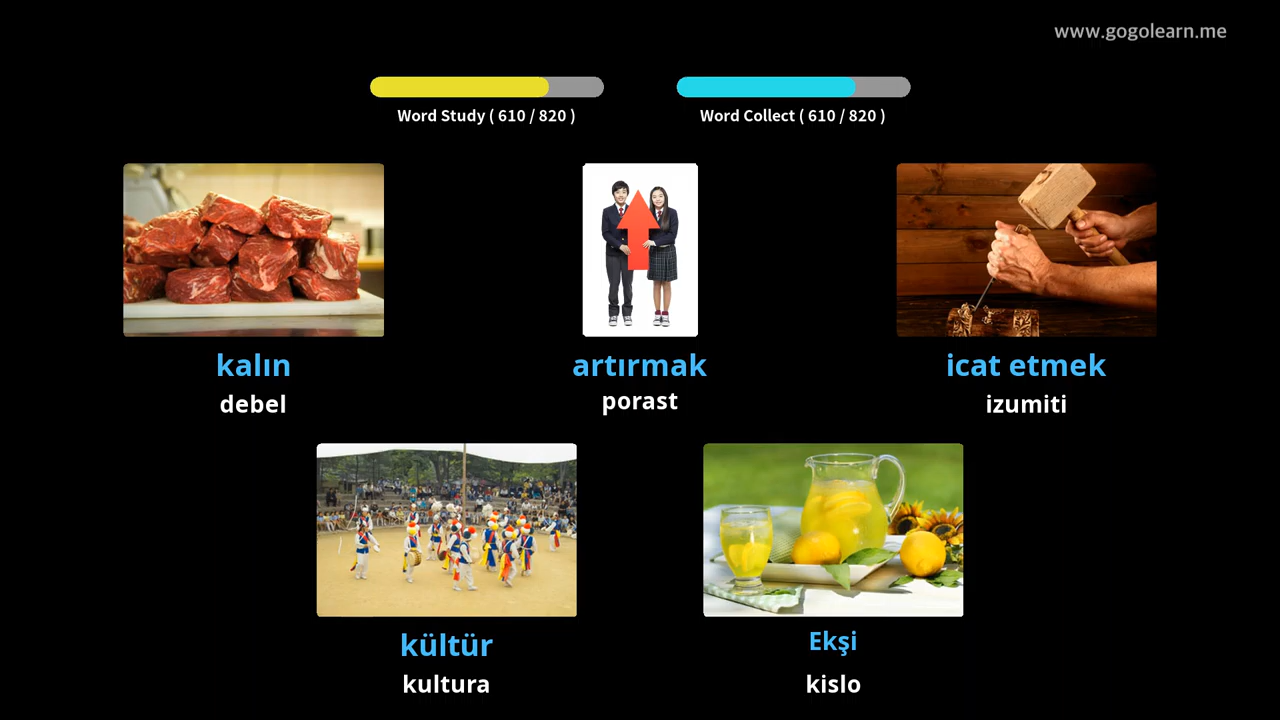 www.gogolearn.me
Word Study ( 610 / 820 )
Word Collect ( 610 / 820 )
kalın
debel
artırmak
porast
icat etmek
izumiti
kültür
kultura
Ekşi
kislo